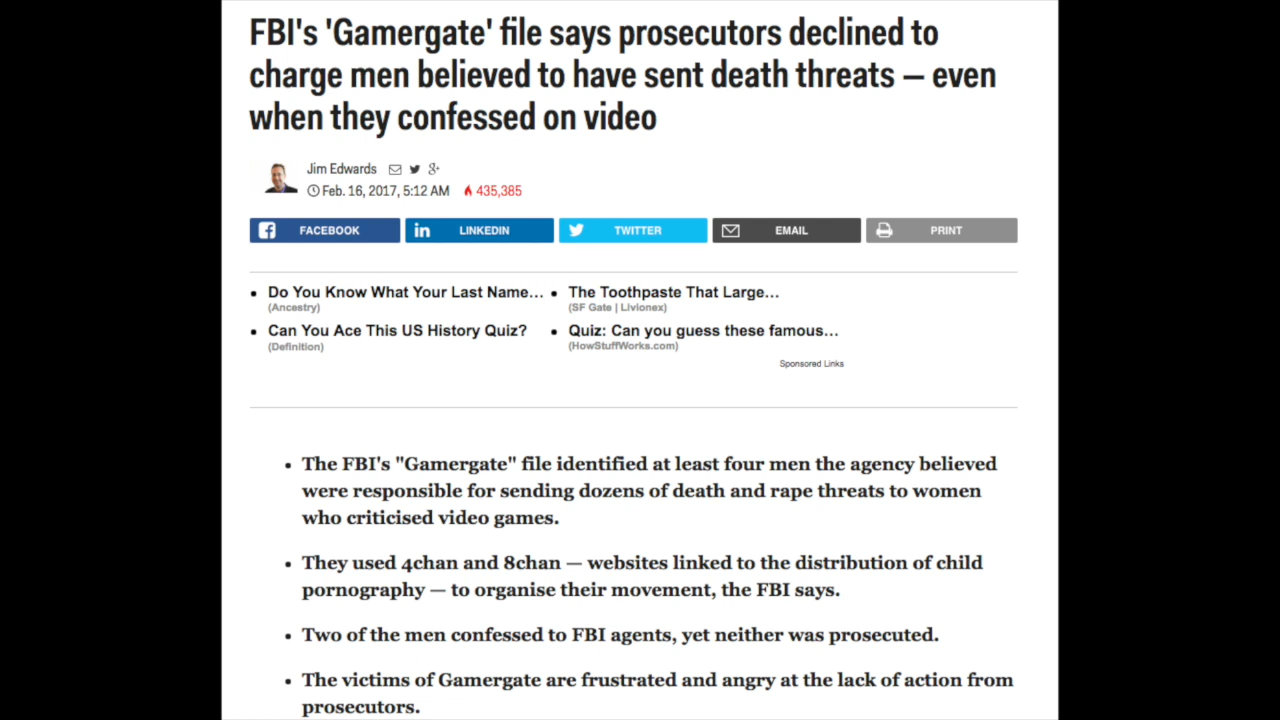 FBI's 'Gamergate' file says prosecutors declined to
charge men believed to have sent death threats — even
when they confessed on video
Jim Edwards
Feb. 16, 2017, 5:12 AM 435,385
FACEBOOK LINKEDIN TWITTER EMAIL PRINT
• Do You Know What Your Last Name… • The Toothpaste That Large…
(Ancestry) (SF Gate | Livionex)
• Can You Ace This US History Quiz? • Quiz: Can you guess these famous…
(Definition) (HowStuffWorks.com)
Sponsored Links
• The FBI's "Gamergate" file identified at least four men the agency believed
were responsible for sending dozens of death and rape threats to women
who criticised video games.
• They used 4chan and 8chan — websites linked to the distribution of child
pornography — to organise their movement, the FBI says.
• Two of the men confessed to FBI agents, yet neither was prosecuted.
• The victims of Gamergate are frustrated and angry at the lack of action from
prosecutors.